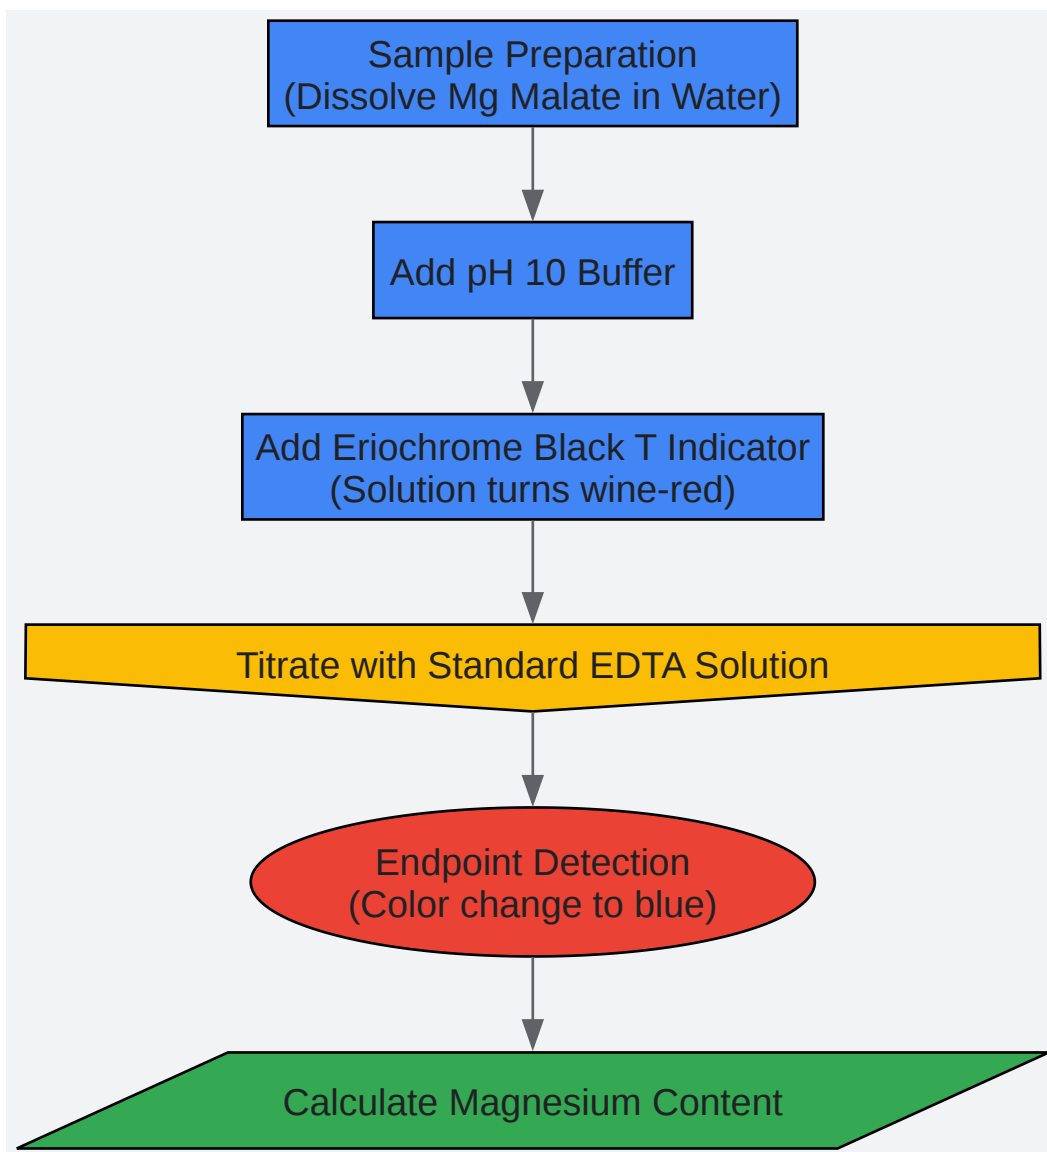 Sample Preparation
(Dissolve Mg Malate in Water)
Add pH 10 Buffer
Add Eriochrome Black T Indicator
(Solution turns wine-red)
Titrate with Standard EDTA Solution
Endpoint Detection
(Color change to blue)
Calculate Magnesium Content